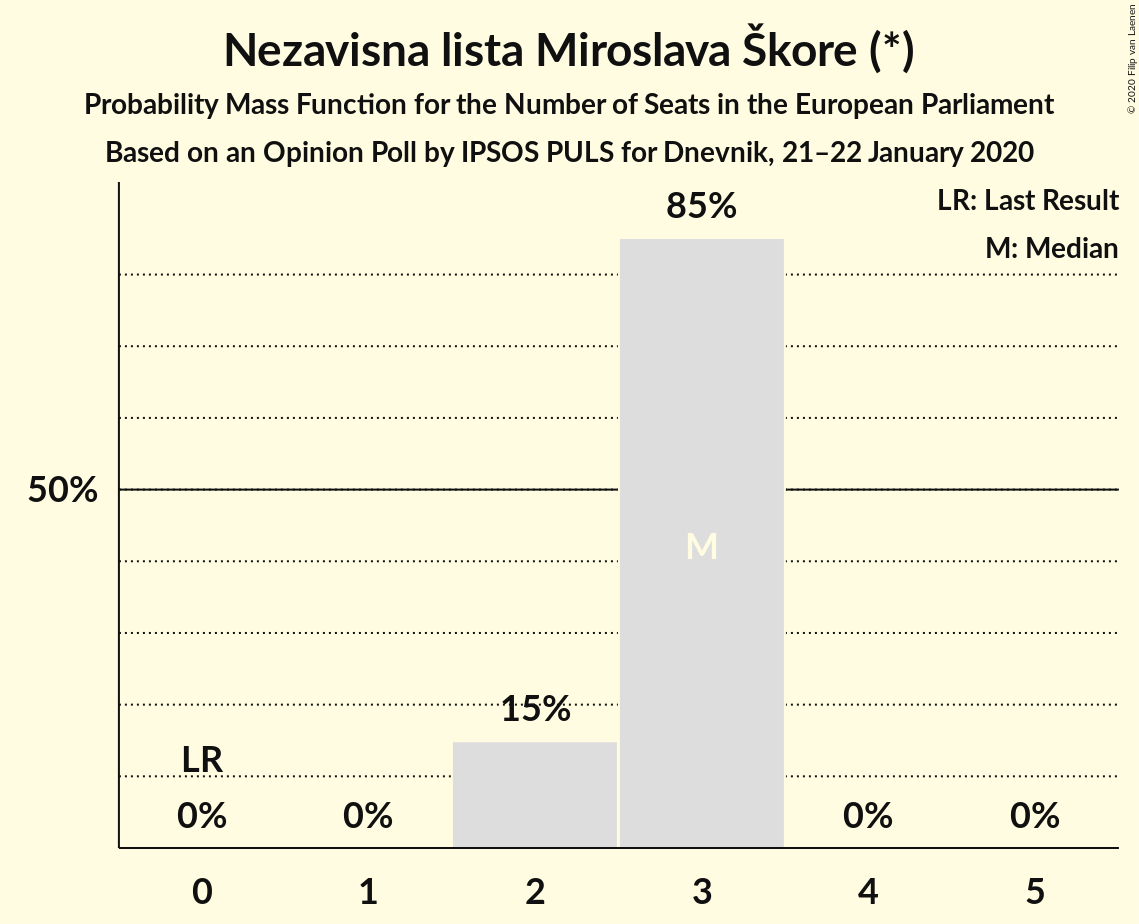 Nezavisna lista Miroslava Škore (*)
Probability Mass Function for the Number of Seats in the European Parliament
Based on an Opinion Poll by IPSOS PULS for Dnevnik, 21–22 January 2020
© 2020 Filip van Laenen
LR: Last Result
M: Median
85%
50%
M
15%
LR
0%
0%
0%
0%
0
1
2
3
4
5